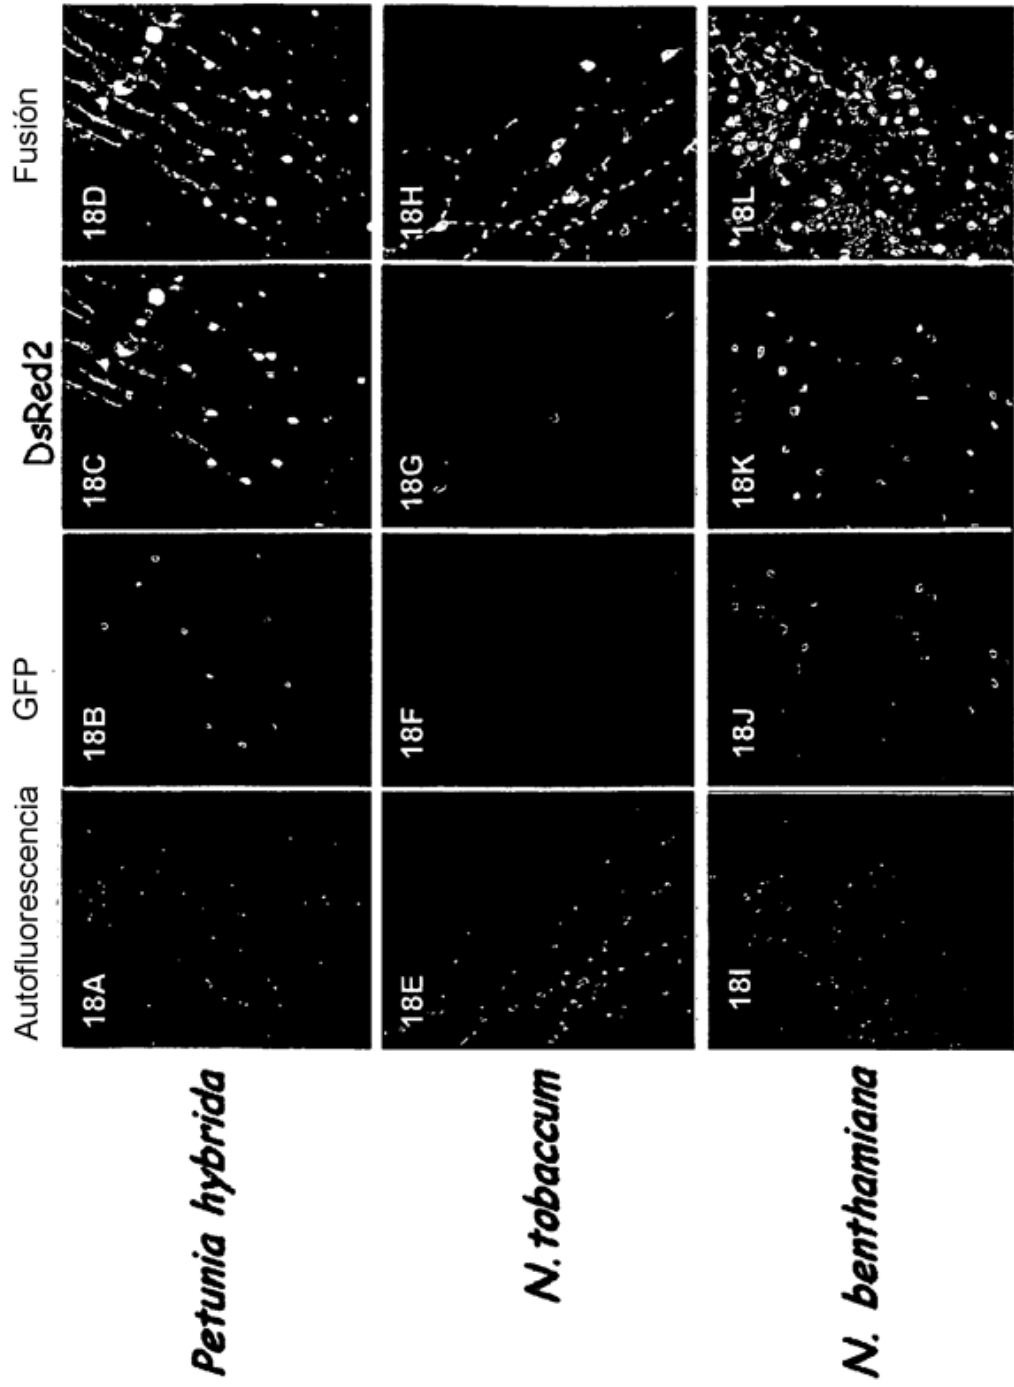 Autofluorescencia GFP DsRed2 Fusión
Petunia hybrida 18A 18B 18C 18D
N. tobaccum 18E 18F 18G 18H
N. benthamiana 18I 18J 18K 18L